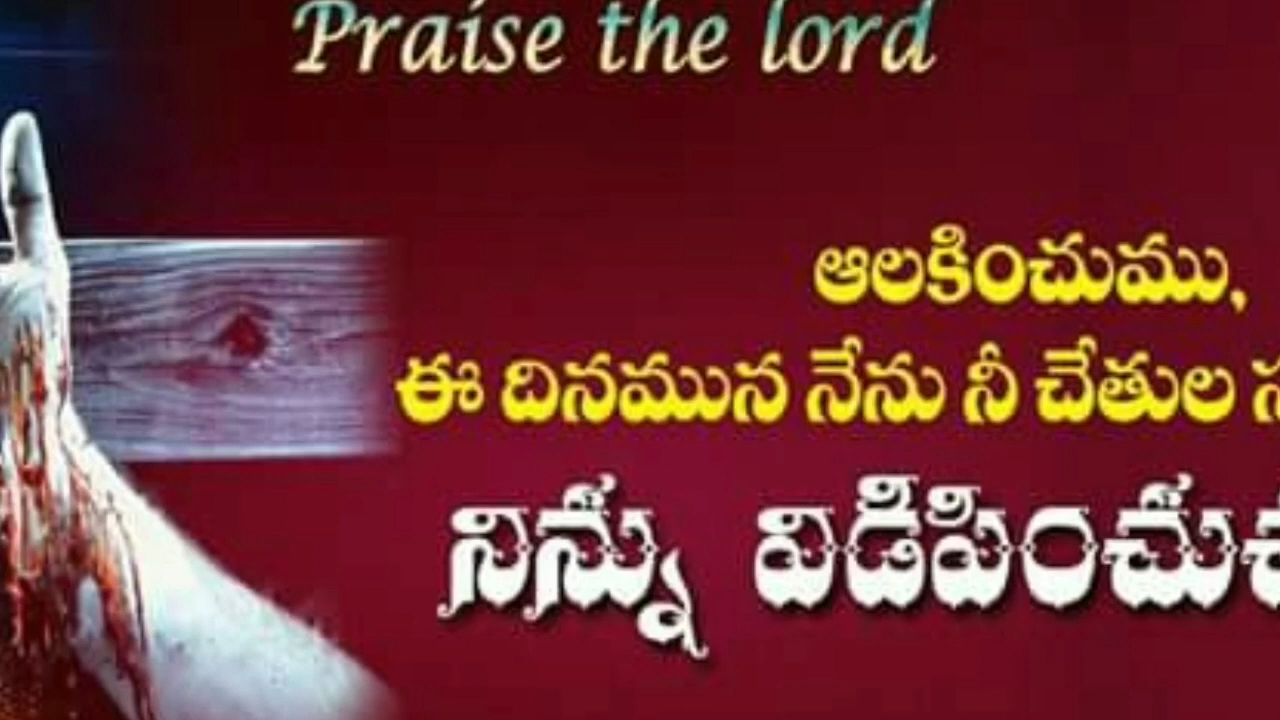 Praise the lord
ఆలకించుము,
ఈ దినమున నేను నీ చేతుల
నిన్ను